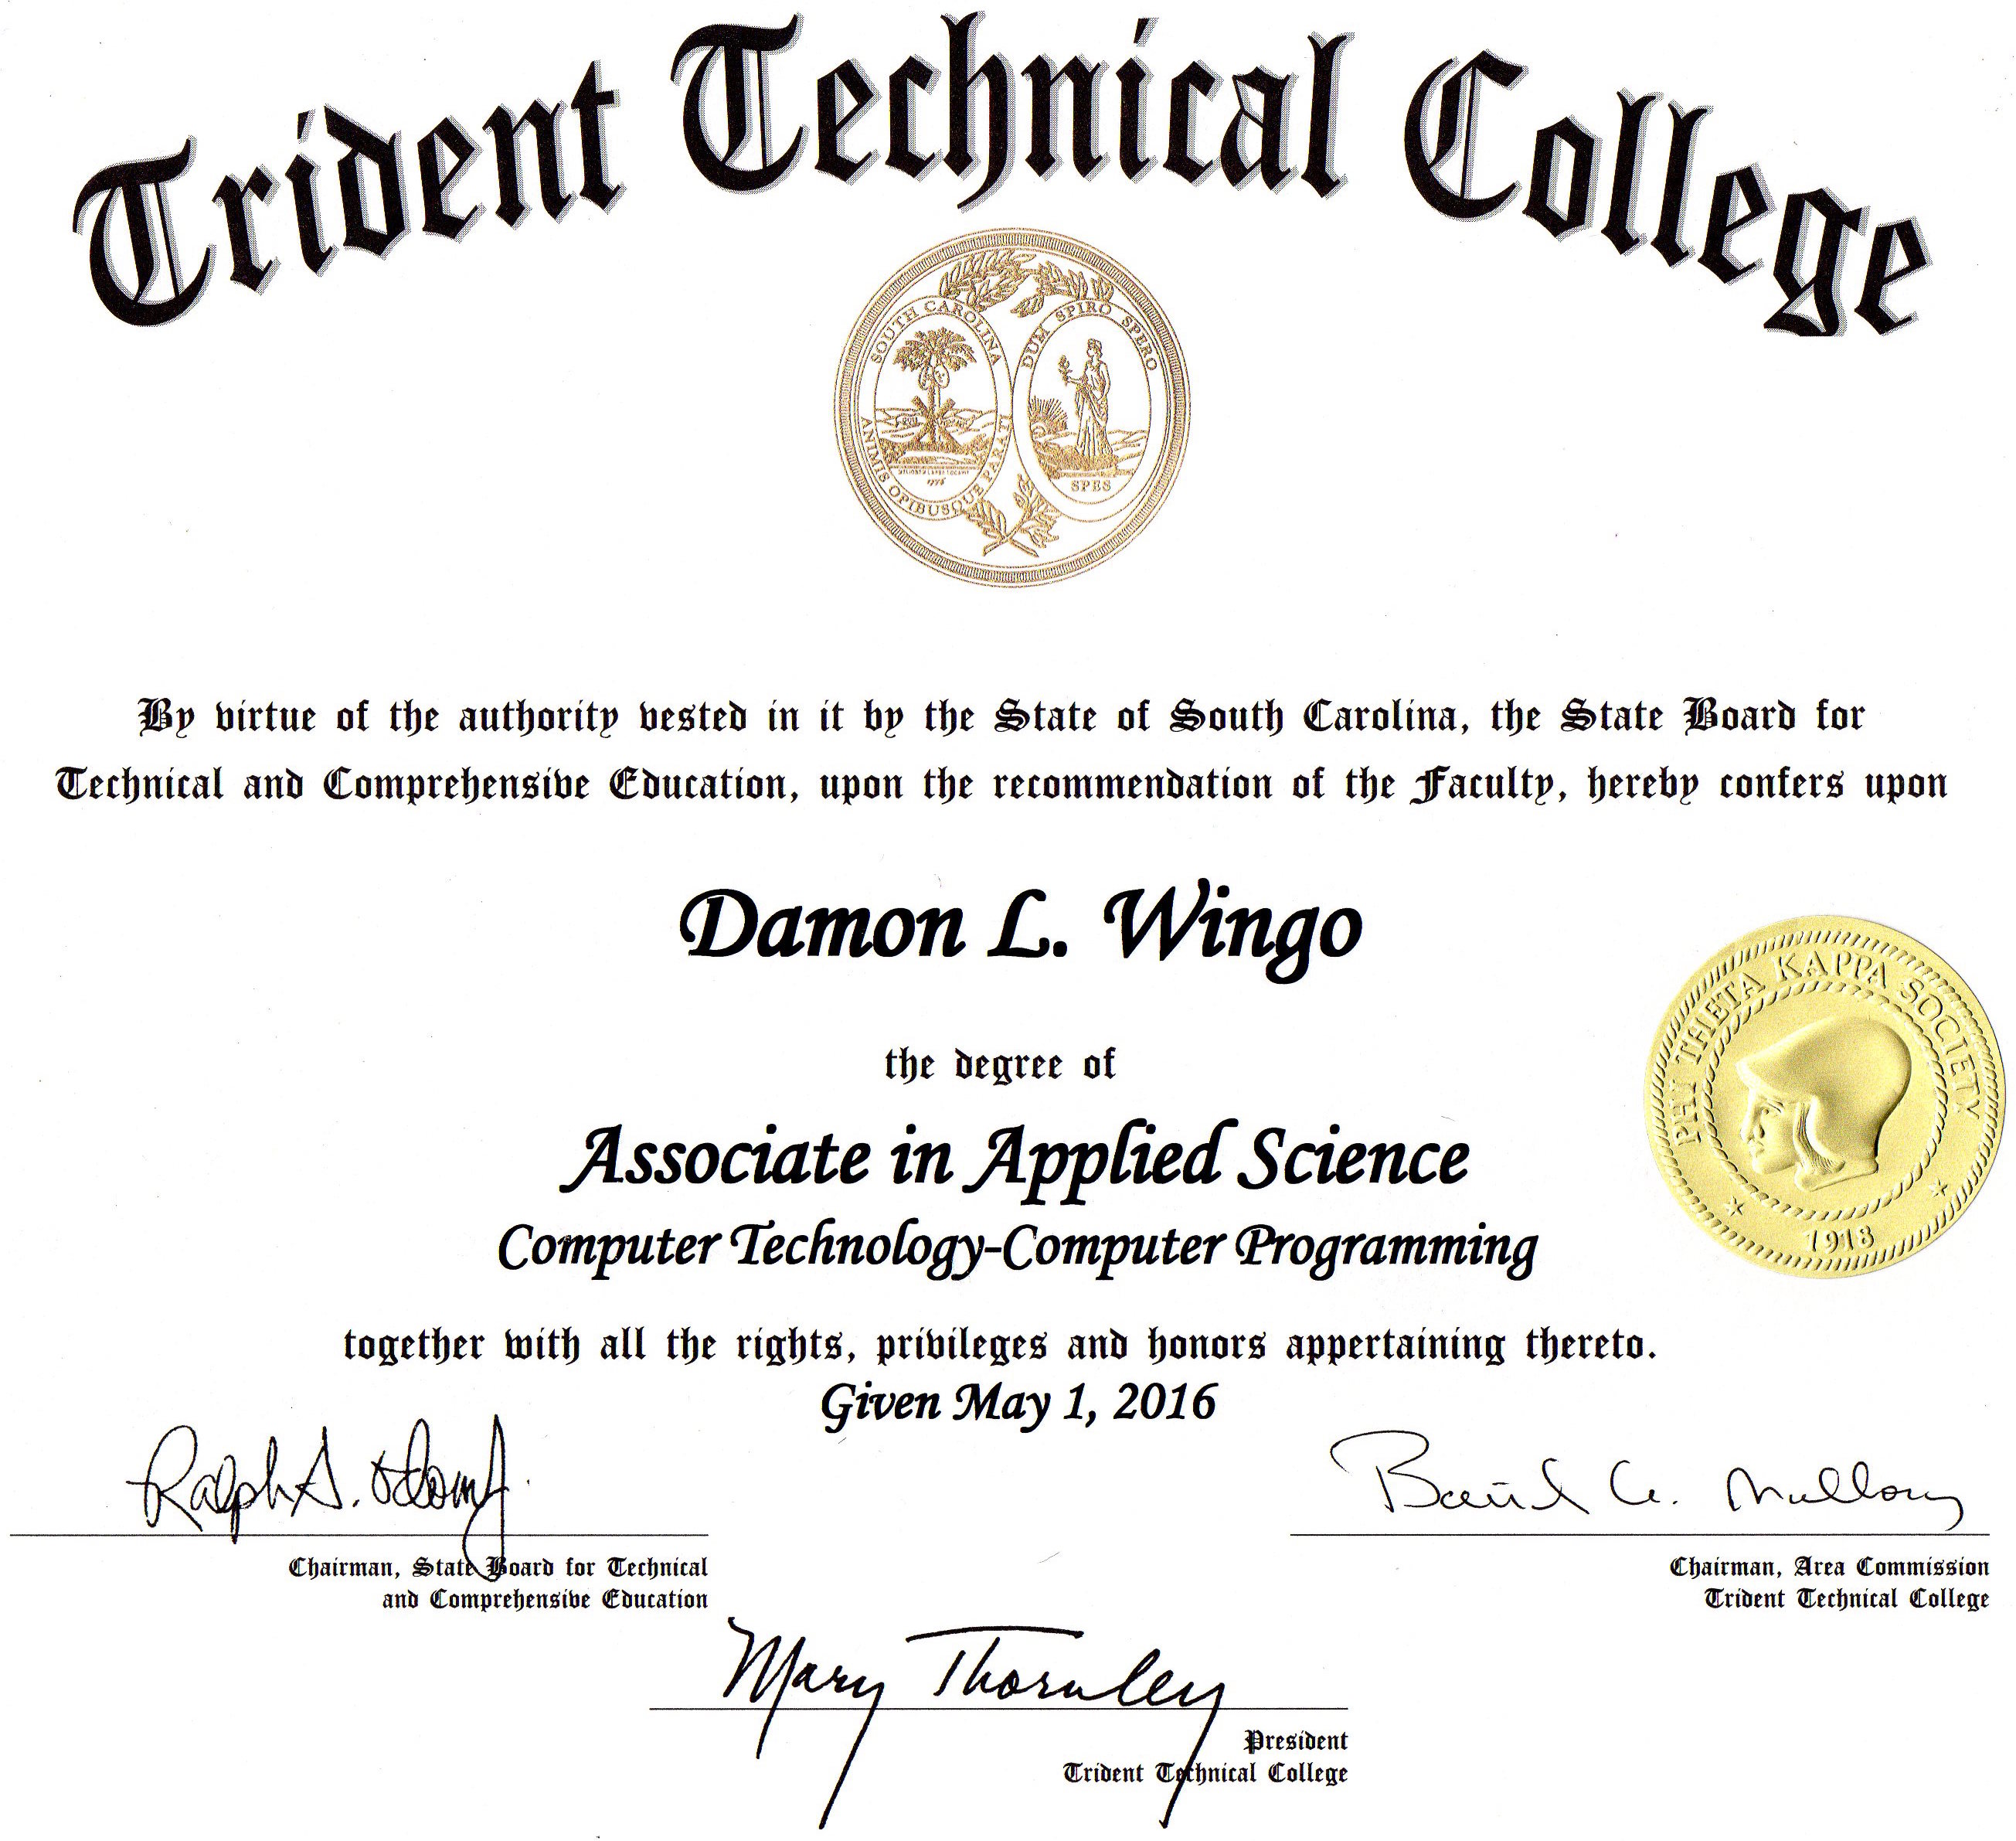 Trident Technical College
SOUTH CAROLINA
ANIMIS OPIBUSQUE PARATI
1776
DUM SPIRO SPERO
SPES
By virtue of the authority vested in it by the State of South Carolina, the State Board for
Technical and Comprehensive Education, upon the recommendation of the Faculty, hereby confers upon
Damon L. Wingo
the degree of
Associate in Applied Science
Computer Technology-Computer Programming
PHI THETA KAPPA SOCIETY
1918
together with all the rights, privileges and honors appertaining thereto.
Given May 1, 2016
Ralph A.
Chairman, State Board for Technical
and Comprehensive Education
Mallory
Chairman, Area Commission
Trident Technical College
Mary Thornley
President
Trident Technical College